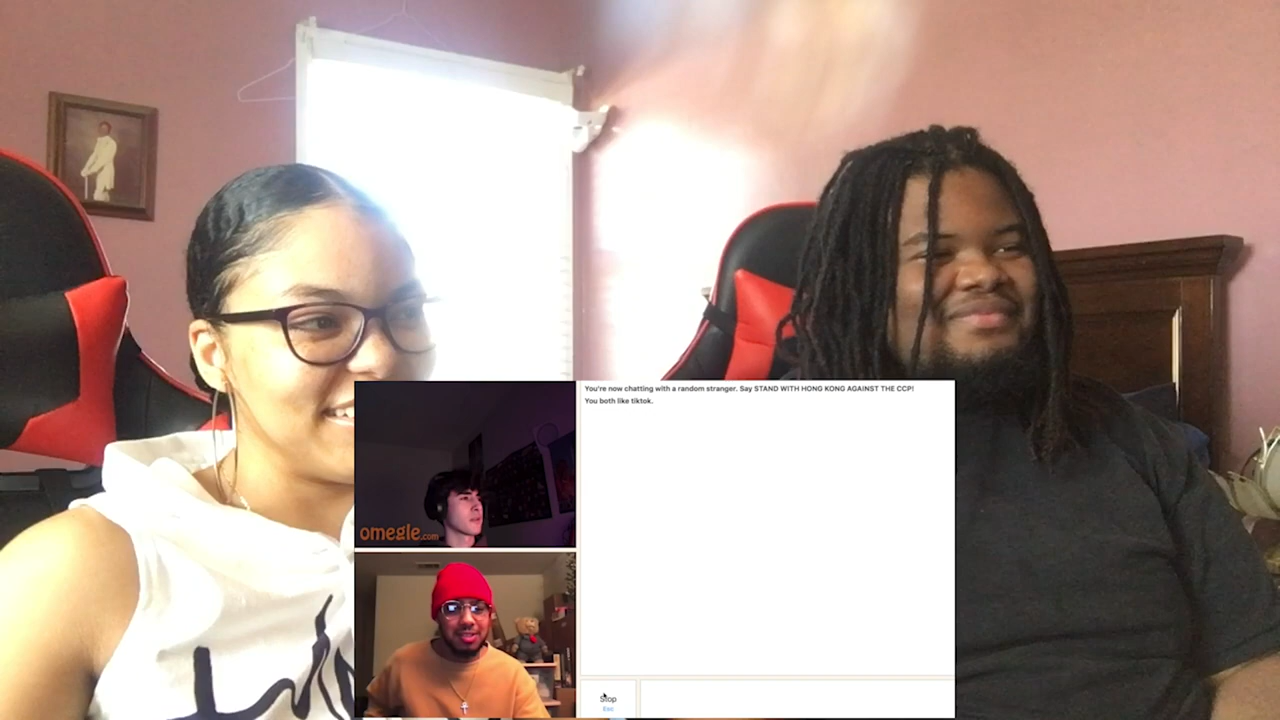 You're now chatting with a random stranger. Say STAND WITH HONG KONG AGAINST THE CCP!
You both like tiktok.
omegle.com
Stop
Esc